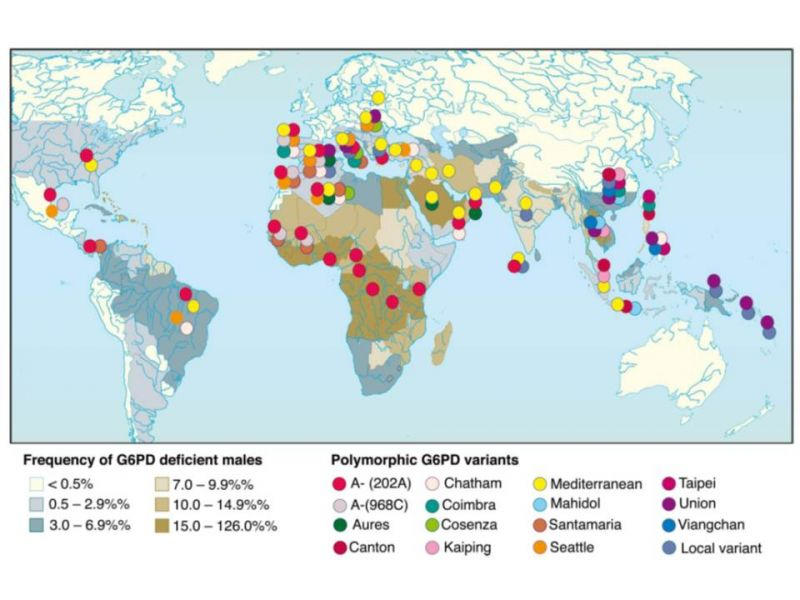 Frequency of G6PD deficient males
< 0.5%
0.5 – 2.9%%
3.0 – 6.9%%
7.0 – 9.9%%
10.0 – 14.9%%
15.0 – 126.0%%
Polymorphic G6PD variants
A- (202A)
A-(968C)
Aures
Canton
Chatham
Coimbra
Cosenza
Kaiping
Mediterranean
Mahidol
Santamaria
Seattle
Taipei
Union
Viangchan
Local variant